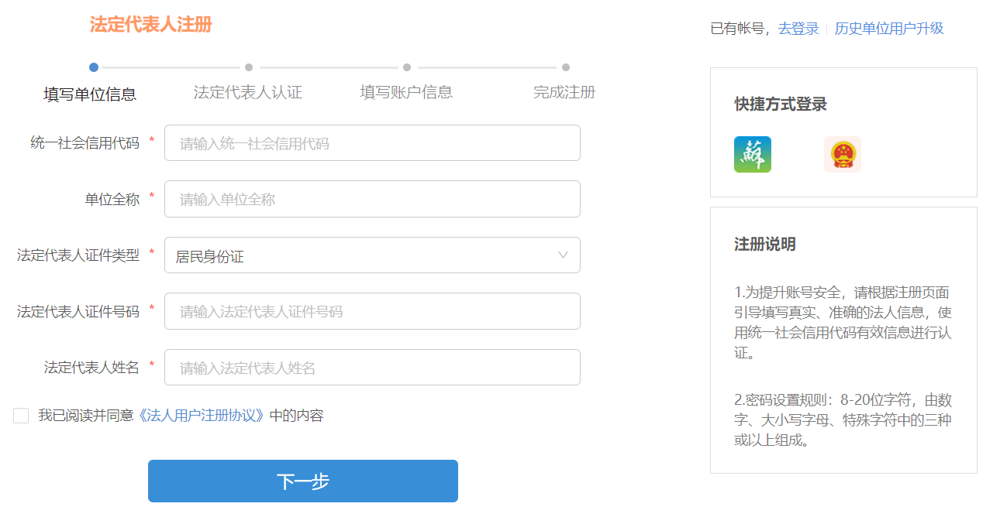 法定代表人注册
已有帐号，去登录 历史单位用户升级
填写单位信息 法定代表人认证 填写账户信息 完成注册
统一社会信用代码 * 请输入统一社会信用代码
单位全称 * 请输入单位全称
法定代表人证件类型 * 居民身份证
法定代表人证件号码 * 请输入法定代表人证件号码
法定代表人姓名 * 请输入法定代表人姓名
我已阅读并同意《法人用户注册协议》中的内容
下一步
快捷方式登录
蘇
注册说明
1.为提升账号安全，请根据注册页面
引导填写真实、准确的法人信息，使
用统一社会信用代码有效信息进行认
证。
2.密码设置规则：8-20位字符，由数
字、大小写字母、特殊字符中的三种
或以上组成。